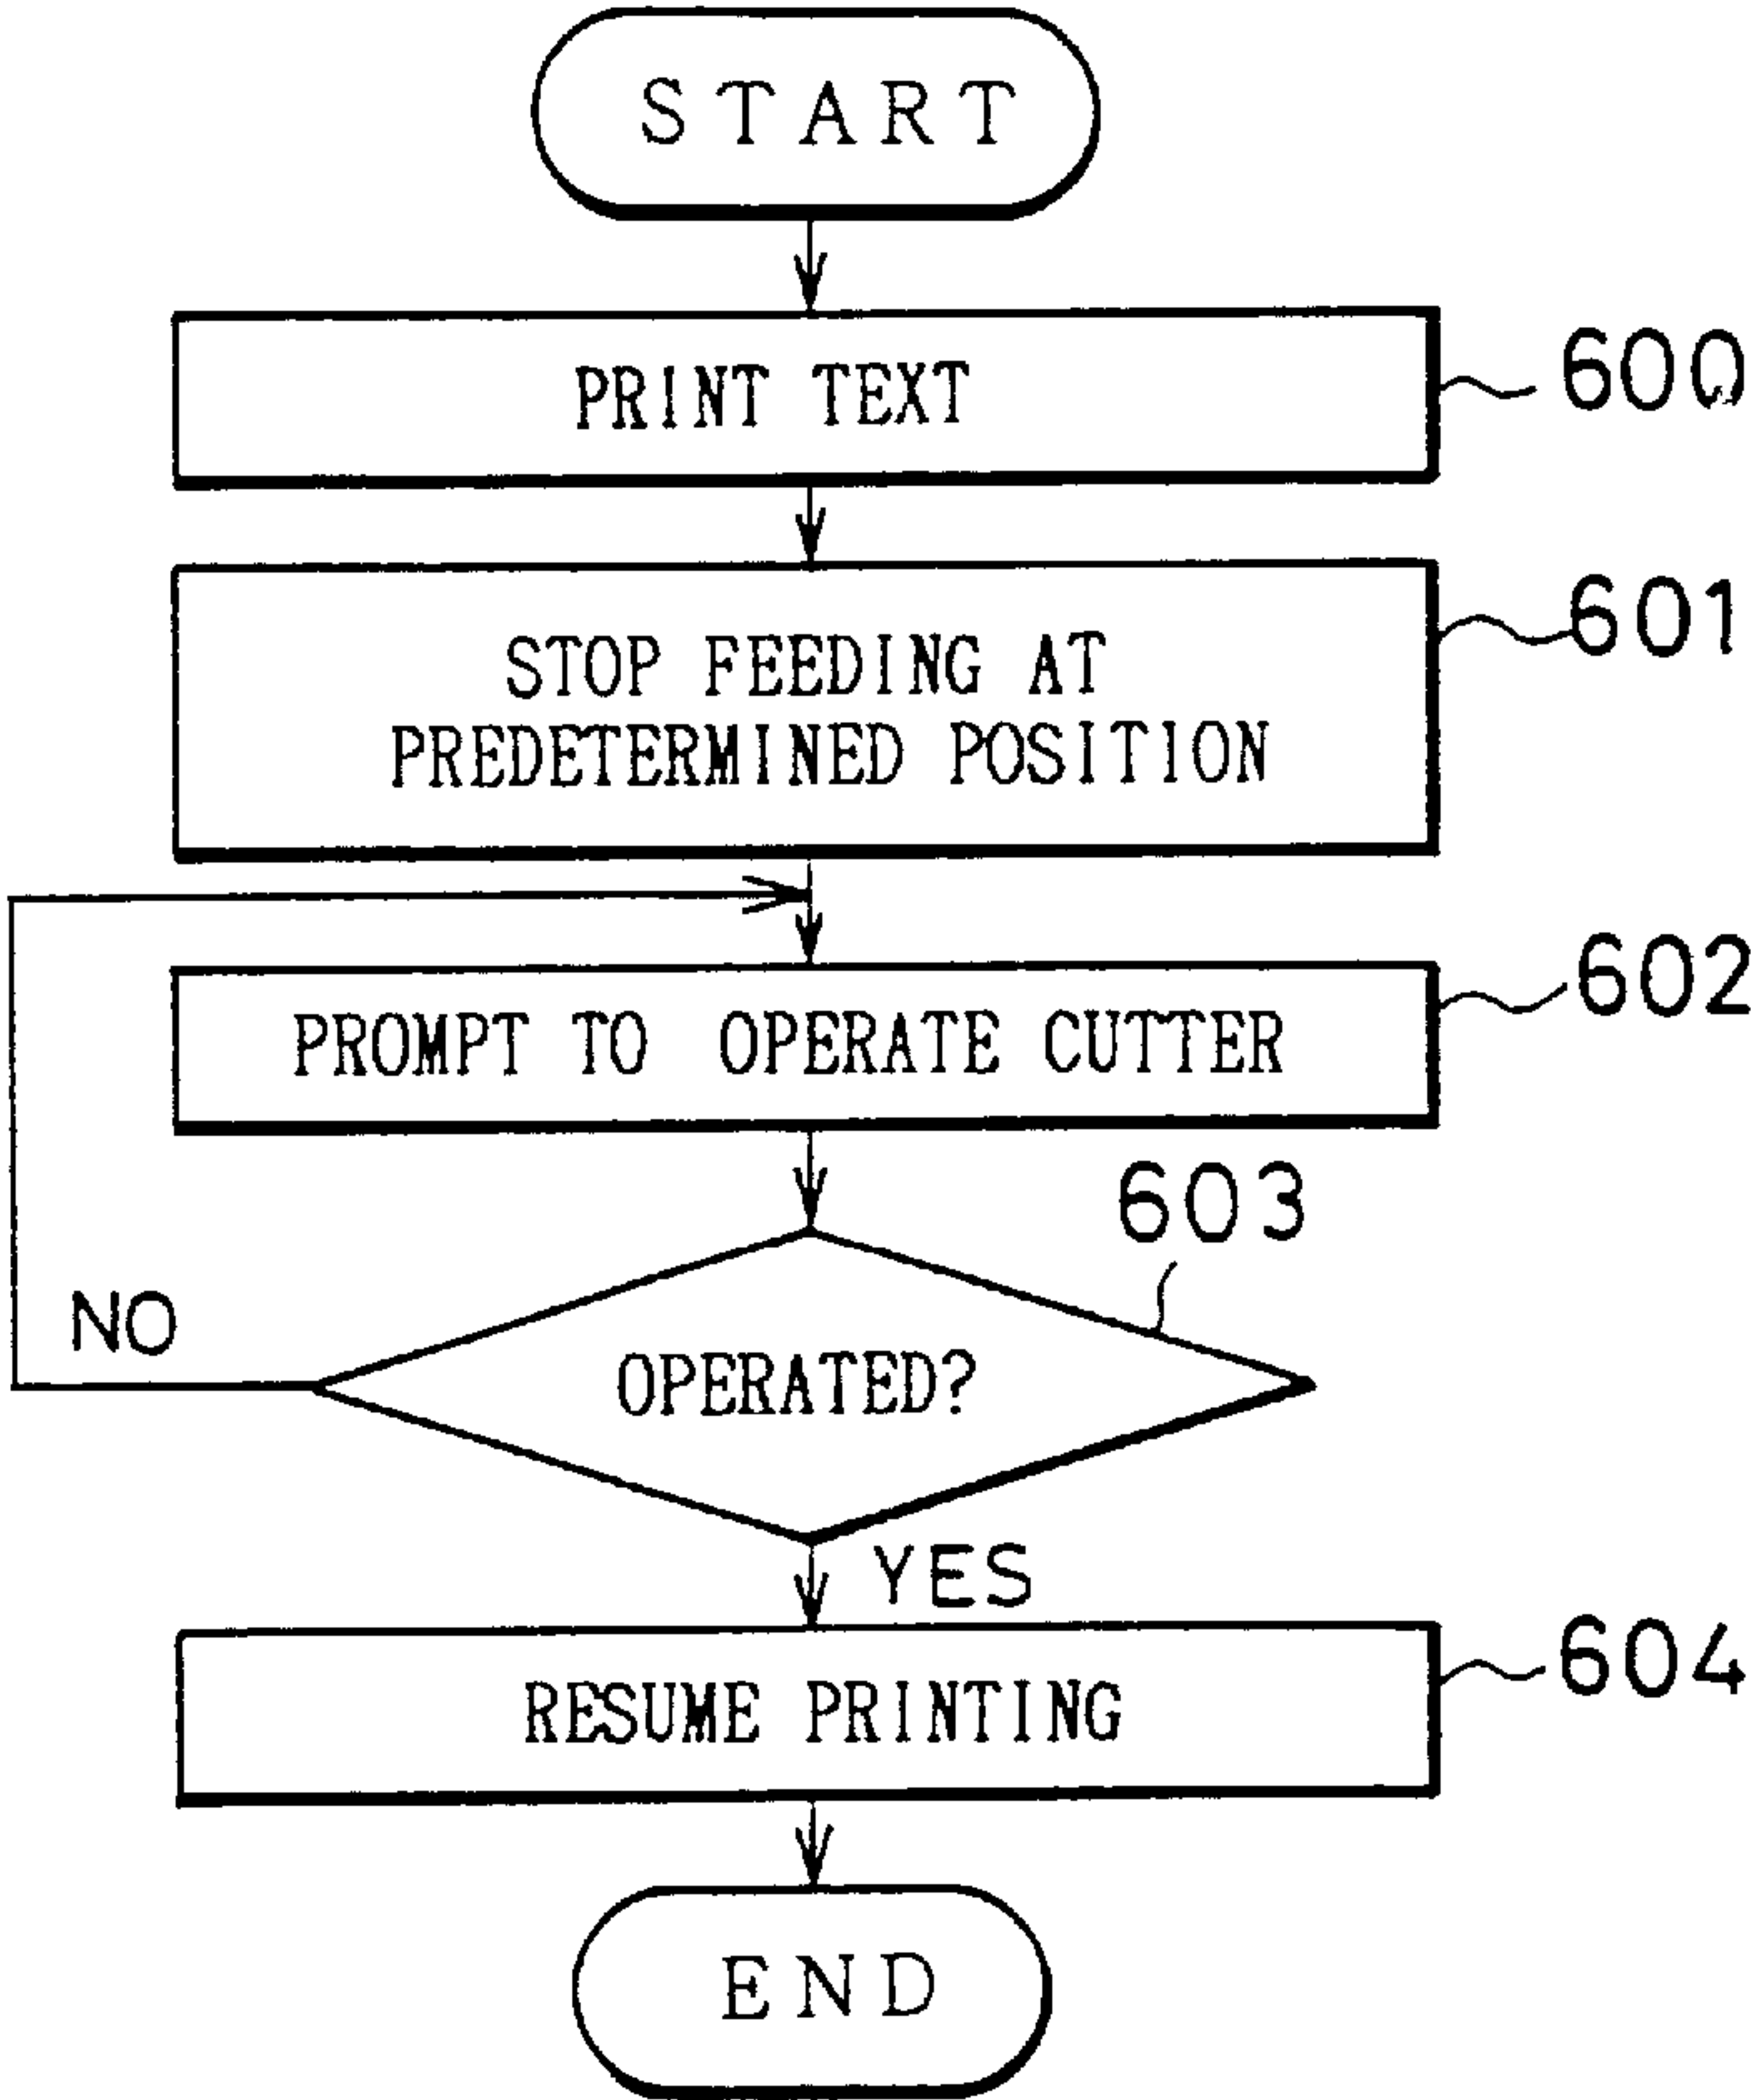 START
PRINT TEXT
600
STOP FEEDING AT
PREDETERMINED POSITION
601
PROMPT TO OPERATE CUTTER
602
603
NO
OPERATED?
YES
RESUME PRINTING
604
END